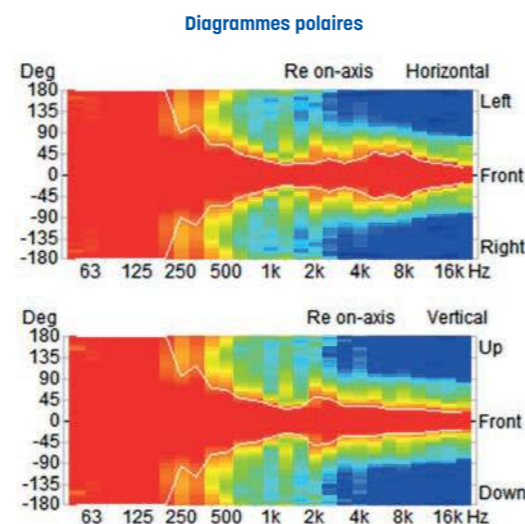 Diagrammes polaires
Deg Re on-axis Horizontal
180
135
90
45
0
-45
-90
-135
-180
Left
Front
Right
63 125 250 500 1k 2k 4k 8k 16k Hz
Deg Re on-axis Vertical
180
135
90
45
0
-45
-90
-135
-180
Up
Front
Down
63 125 250 500 1k 2k 4k 8k 16k Hz